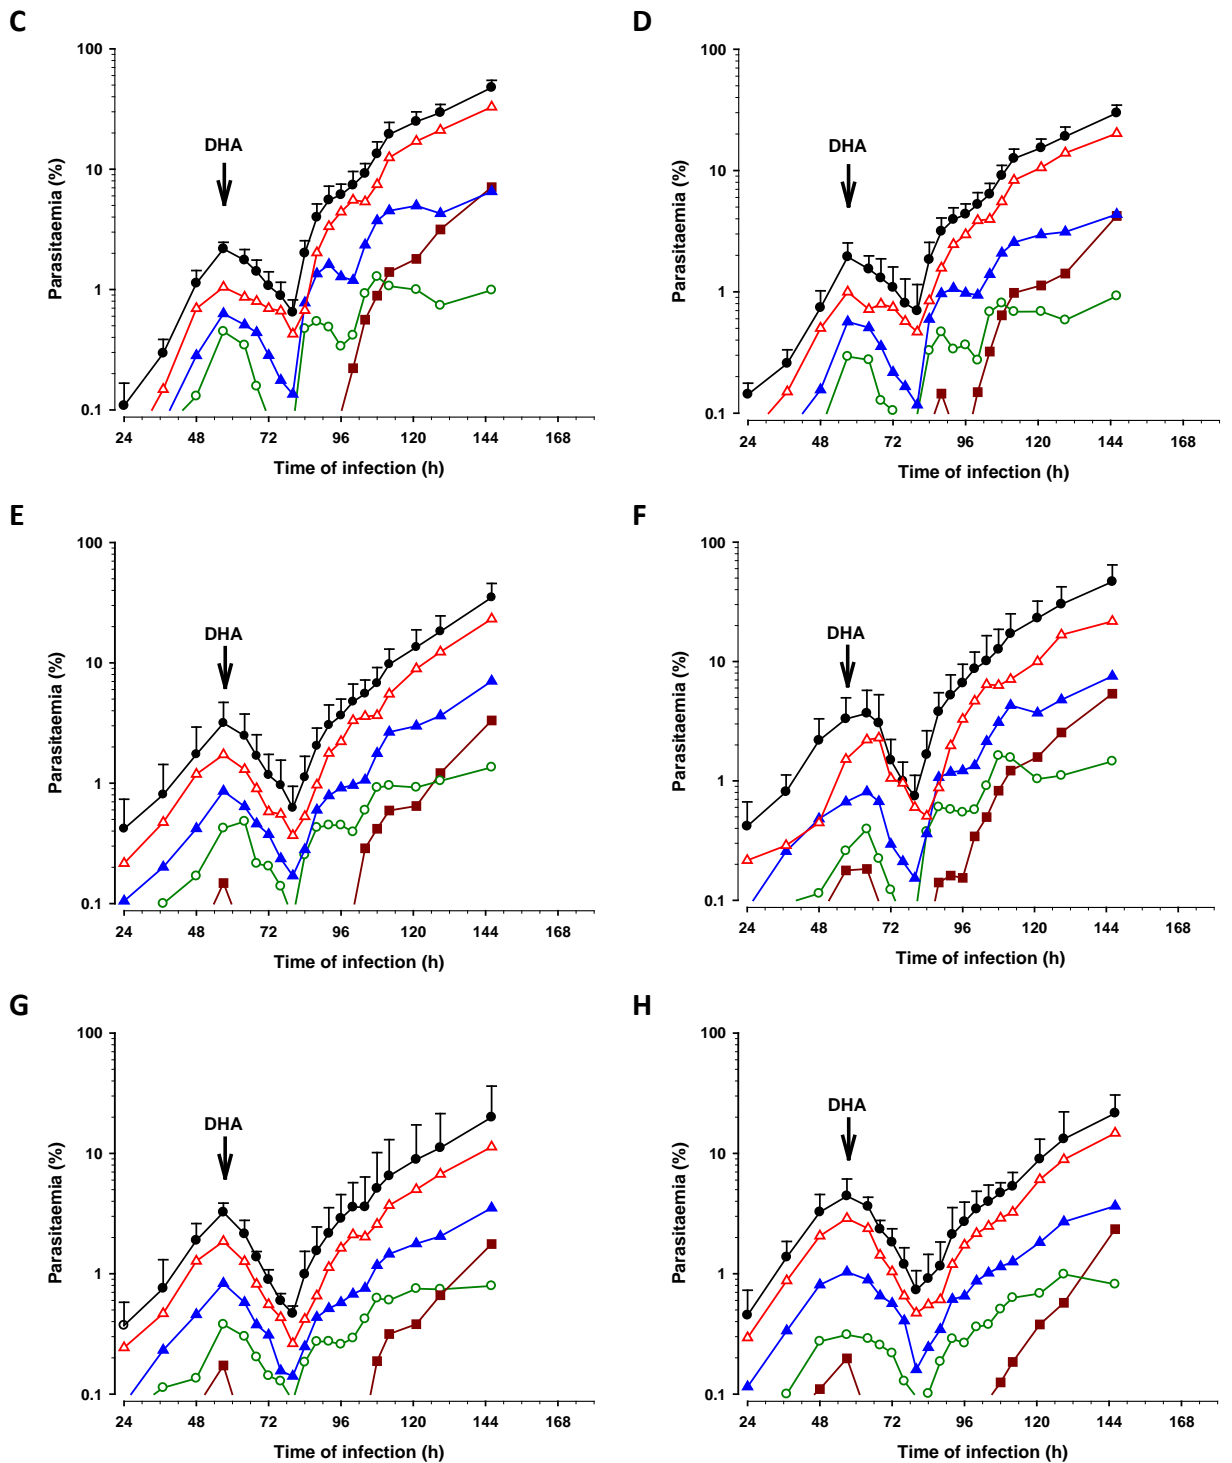 C
Parasitaemia (%)
100
10
1
0.1
DHA
24 48 72 96 120 144 168
Time of infection (h)
D
Parasitaemia (%)
100
10
1
0.1
DHA
24 48 72 96 120 144 168
Time of infection (h)
E
Parasitaemia (%)
100
10
1
0.1
DHA
24 48 72 96 120 144 168
Time of infection (h)
F
Parasitaemia (%)
100
10
1
0.1
DHA
24 48 72 96 120 144 168
Time of infection (h)
G
Parasitaemia (%)
100
10
1
0.1
DHA
24 48 72 96 120 144 168
Time of infection (h)
H
Parasitaemia (%)
100
10
1
0.1
DHA
24 48 72 96 120 144 168
Time of infection (h)